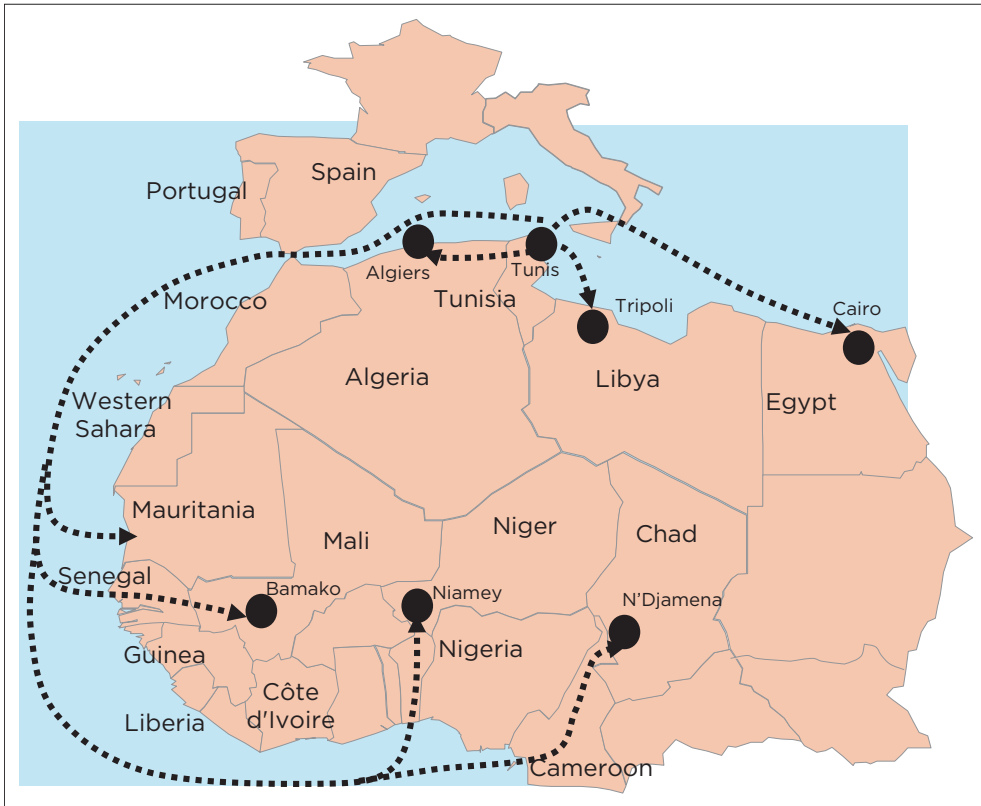 Spain
Portugal
Algiers
Tunis
Morocco
Tunisia
Tripoli
Cairo
Algeria
Libya
Western
Sahara
Egypt
Mauritania
Mali
Niger
Chad
Senegal
Bamako
Niamey
N'Djamena
Guinea
Nigeria
Côte
d'Ivoire
Liberia
Cameroon